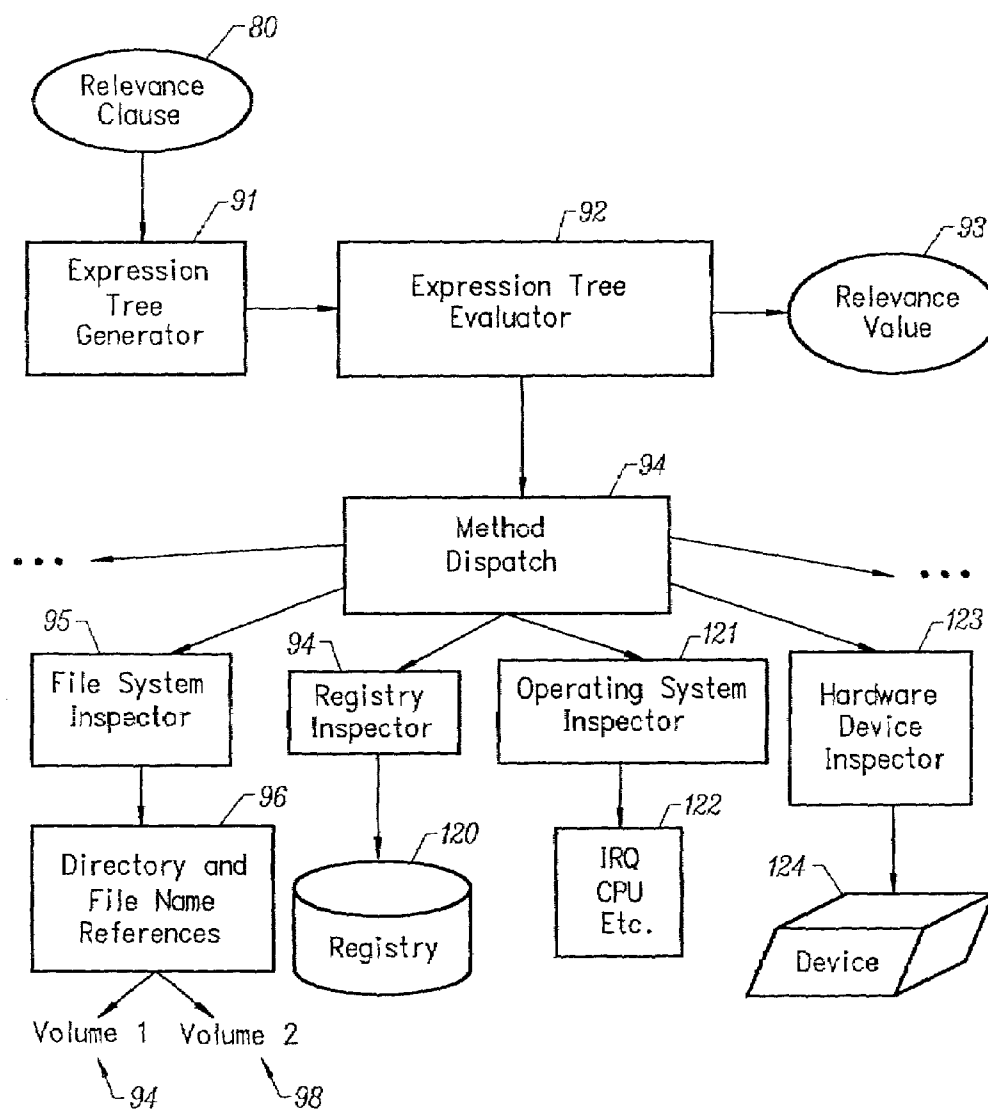 80
Relevance
Clause
91
Expression
Tree
Generator
92
Expression Tree
Evaluator
93
Relevance
Value
94
Method
Dispatch
...
...
95
File System
Inspector
94
Registry
Inspector
121
Operating System
Inspector
123
Hardware
Device
Inspector
96
Directory and
File Name
References
120
Registry
122
IRQ
CPU
Etc.
124
Device
Volume 1
Volume 2
94
98